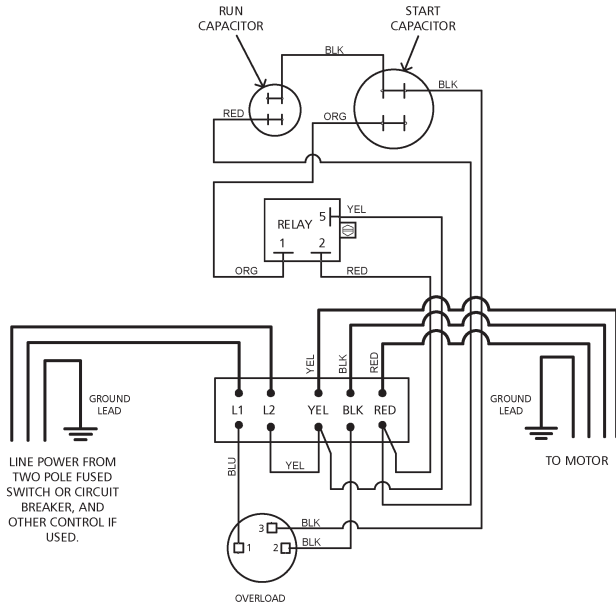 RUN
CAPACITOR
START
CAPACITOR
BLK
BLK
RED
ORG
YEL
RELAY
5
1
2
ORG
RED
YEL
BLK
RED
GROUND
LEAD
L1
L2
YEL
BLK
RED
GROUND
LEAD
LINE POWER FROM
TWO POLE FUSED
SWITCH OR CIRCUIT
BREAKER, AND
OTHER CONTROL IF
USED.
TO MOTOR
BLU
YEL
3
BLK
1
2
BLK
OVERLOAD